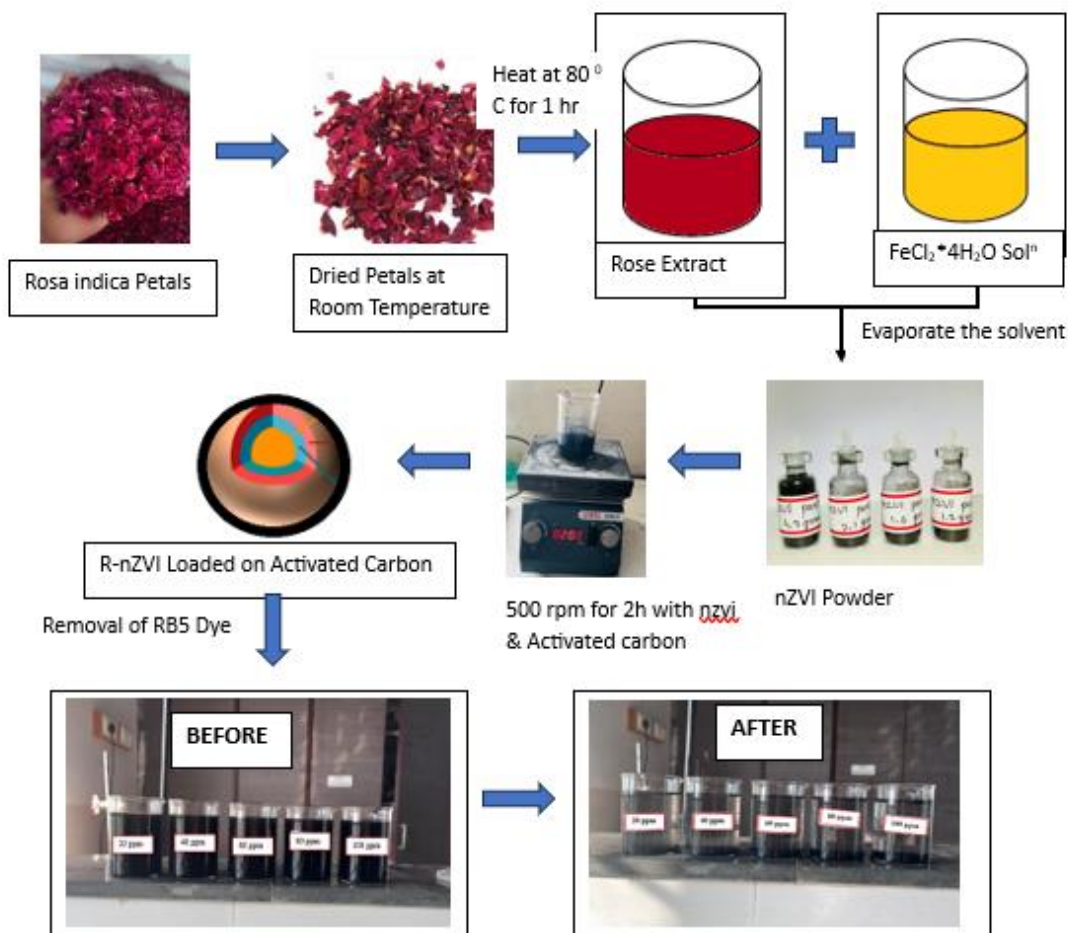 Heat at 80 ⁰
C for 1 hr
Rosa indica Petals
Dried Petals at
Room Temperature
Rose Extract
FeCl₂*4H₂O Solⁿ
Evaporate the solvent
R-nZVI Loaded on Activated Carbon
500 rpm for 2h with nzvi
& Activated carbon
nZVI Powder
Removal of RB5 Dye
BEFORE
AFTER
40 ppm